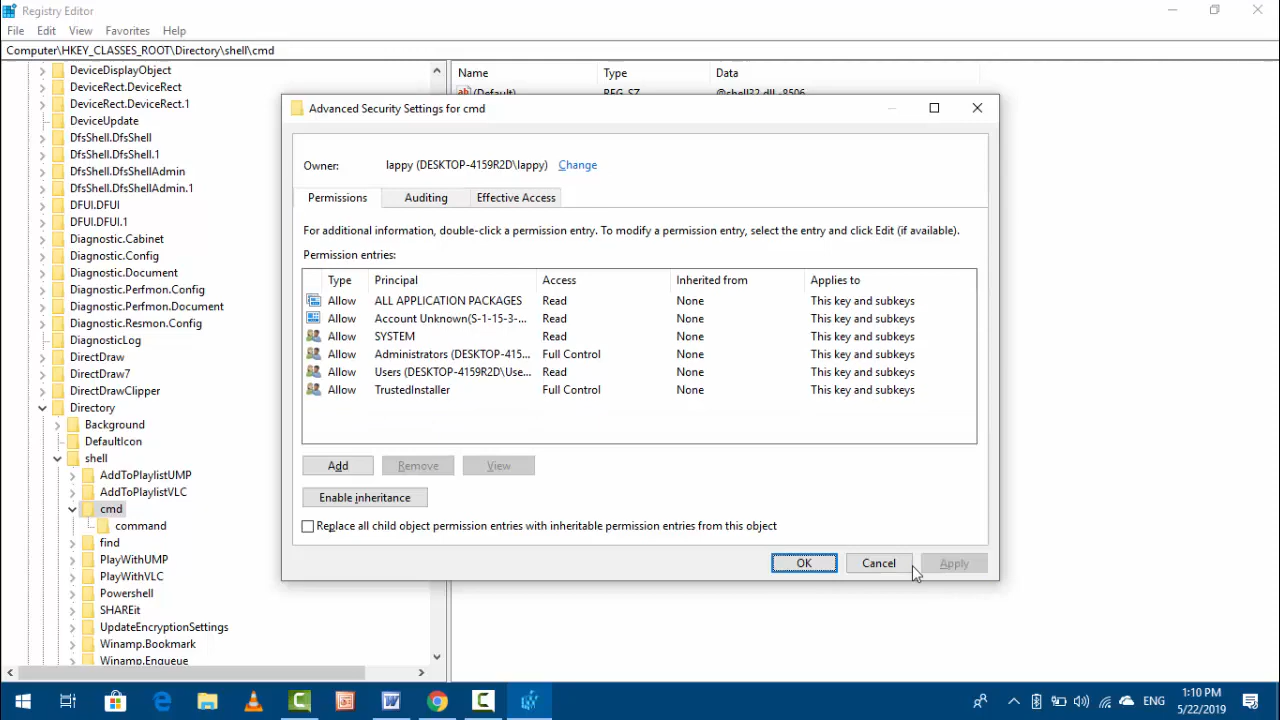 Registry Editor
File Edit View Favorites Help
Computer\HKEY_CLASSES_ROOT\Directory\shell\cmd
DeviceDisplayObject
DeviceRect.DeviceRect
DeviceRect.DeviceRect.1
DeviceUpdate
DfsShell.DfsShell
DfsShell.DfsShell.1
DfsShell.DfsShellAdmin
DfsShell.DfsShellAdmin.1
DFUI.DFUI
DFUI.DFUI.1
Diagnostic.Cabinet
Diagnostic.Config
Diagnostic.Document
Diagnostic.Perfmon.Config
Diagnostic.Perfmon.Document
Diagnostic.Resmon.Config
DiagnosticLog
DirectDraw
DirectDraw7
DirectDrawClipper
Directory
Background
DefaultIcon
shell
AddToPlaylistUMP
AddToPlaylistVLC
cmd
command
find
PlayWithUMP
PlayWithVLC
Powershell
SHAREit
UpdateEncryptionSettings
Winamp.Bookmark
Winamp.Enqueue
Name Type Data
(Default) REG_SZ @shell32.dll,-8506
Advanced Security Settings for cmd
Owner: lappy (DESKTOP-4159R2D\lappy) Change
Permissions Auditing Effective Access
For additional information, double-click a permission entry. To modify a permission entry, select the entry and click Edit (if available).
Permission entries:
Type Principal Access Inherited from Applies to
Allow ALL APPLICATION PACKAGES Read None This key and subkeys
Allow Account Unknown(S-1-15-3-... Read None This key and subkeys
Allow SYSTEM Read None This key and subkeys
Allow Administrators (DESKTOP-415... Full Control None This key and subkeys
Allow Users (DESKTOP-4159R2D\Use... Read None This key and subkeys
Allow TrustedInstaller Full Control None This key and subkeys
Add Remove View
Enable inheritance
Replace all child object permission entries with inheritable permission entries from this object
OK Cancel Apply
ENG
1:10 PM
5/22/2019